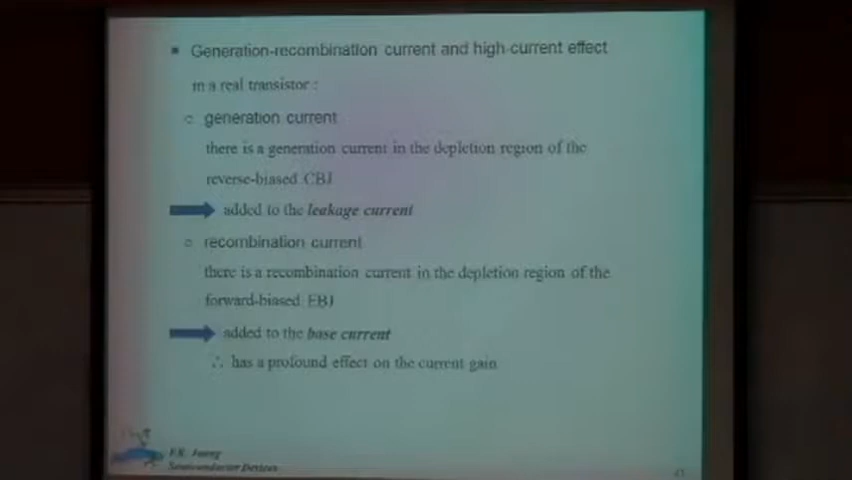 ▪ Generation-recombination current and high-current effect
in a real transistor :
○ generation current
there is a generation current in the depletion region of the
reverse-biased CBJ
added to the leakage current
○ recombination current
there is a recombination current in the depletion region of the
forward-biased EBJ
added to the base current
∴ has a profound effect on the current gain
Semiconductor Devices